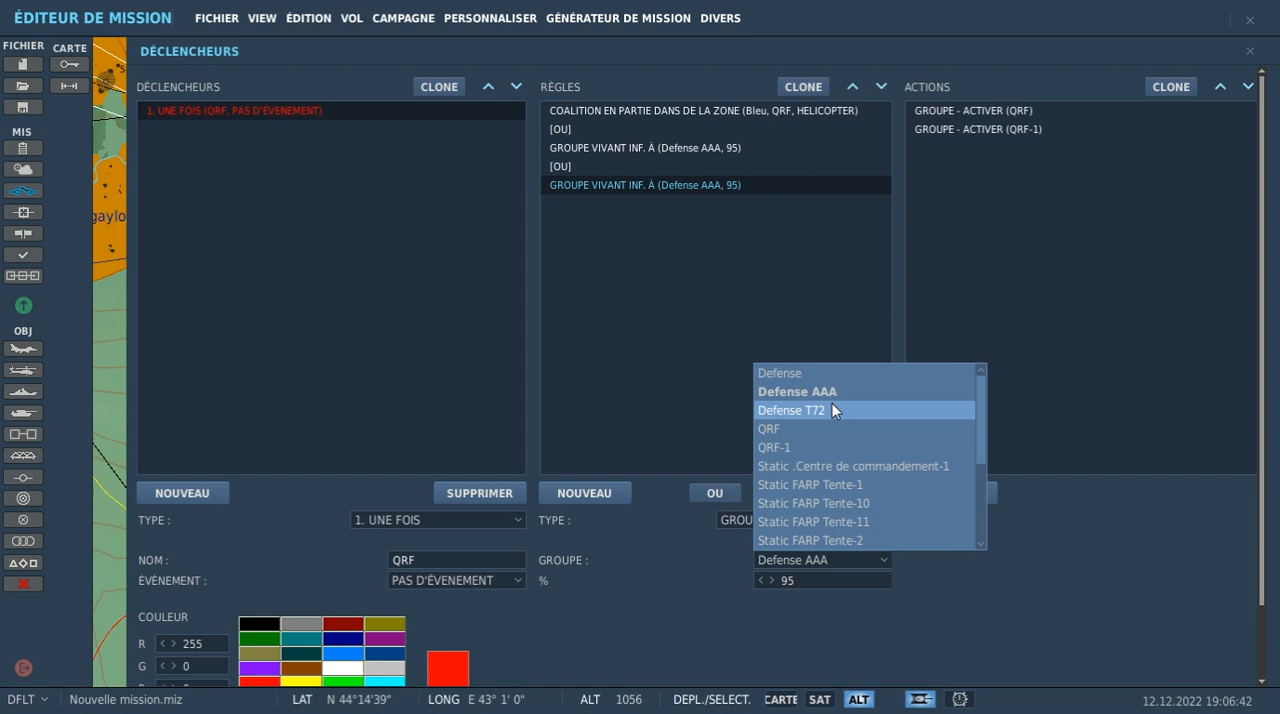 ÉDITEUR DE MISSION FICHIER VIEW ÉDITION VOL CAMPAGNE PERSONNALISER GÉNÉRATEUR DE MISSION DIVERS
FICHIER CARTE
DÉCLENCHEURS
DÉCLENCHEURS CLONE RÈGLES CLONE ACTIONS CLONE
1. UNE FOIS (QRF, PAS D'ÉVENEMENT)
COALITION EN PARTIE DANS DE LA ZONE (Bleu, QRF, HELICOPTER)
[OU]
GROUPE VIVANT INF. À (Defense AAA, 95)
[OU]
GROUPE VIVANT INF. À (Defense AAA, 95)
GROUPE - ACTIVER (QRF)
GROUPE - ACTIVER (QRF-1)
MIS
gaylo
OBJ
Defense
Defense AAA
Defense T72
QRF
QRF-1
Static .Centre de commandement-1
Static FARP Tente-1
Static FARP Tente-10
Static FARP Tente-11
Static FARP Tente-2
NOUVEAU SUPPRIMER NOUVEAU OU
TYPE : 1. UNE FOIS TYPE : GROU
NOM : QRF GROUPE : Defense AAA
ÉVÈNEMENT : PAS D'ÉVENEMENT % < > 95
COULEUR
R < > 255
G < > 0
DFLT Nouvelle mission.miz LAT N 44°14'39" LONG E 43° 1' 0" ALT 1056 DEPL./SELECT. CARTE SAT ALT 12.12.2022 19:06:42